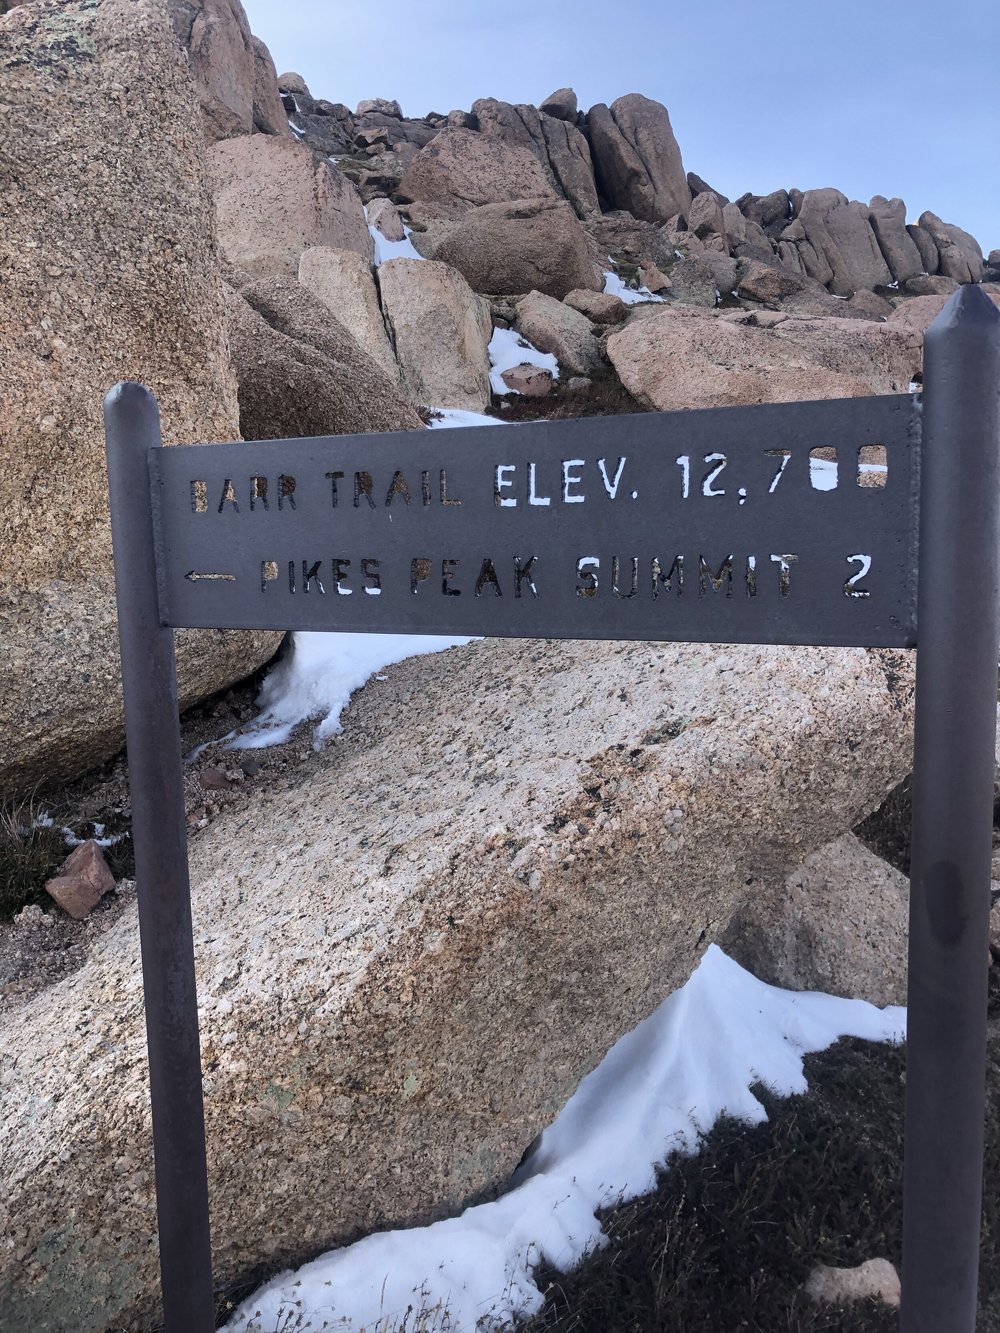 BARR TRAIL ELEV. 12,700
← PIKES PEAK SUMMIT 2